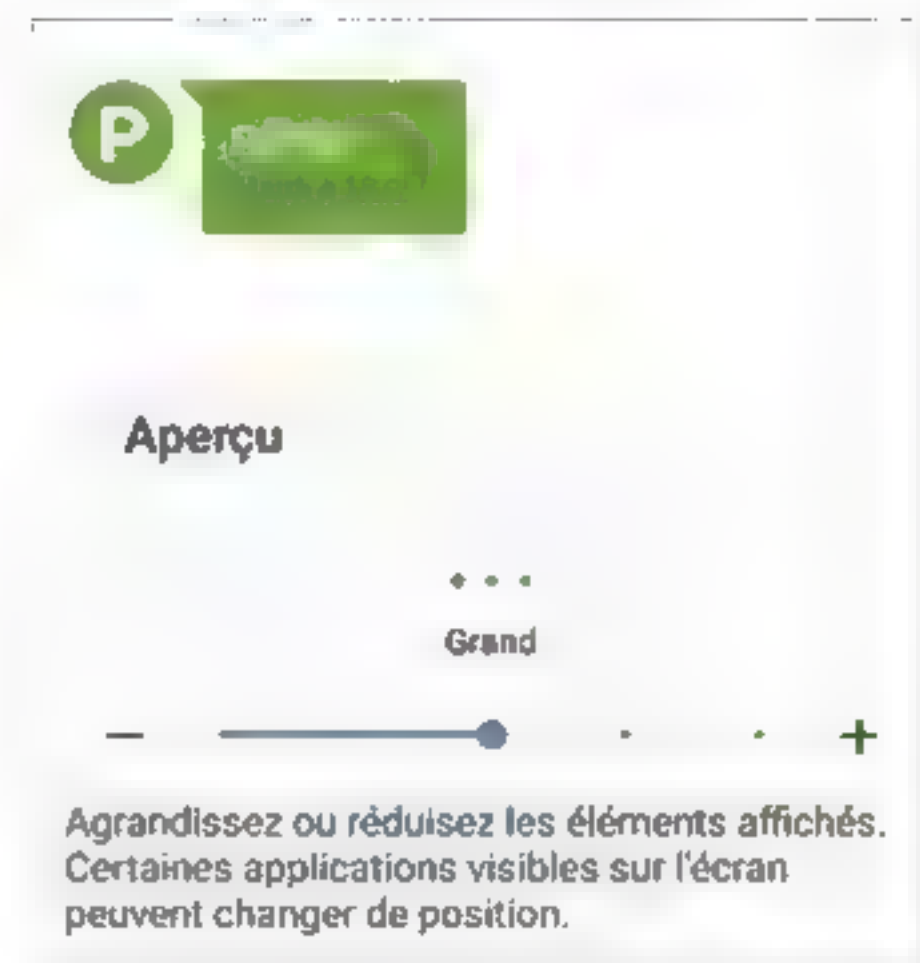 P
Aperçu
Grand
Agrandissez ou réduisez les éléments affichés.
Certaines applications visibles sur l'écran
peuvent changer de position.